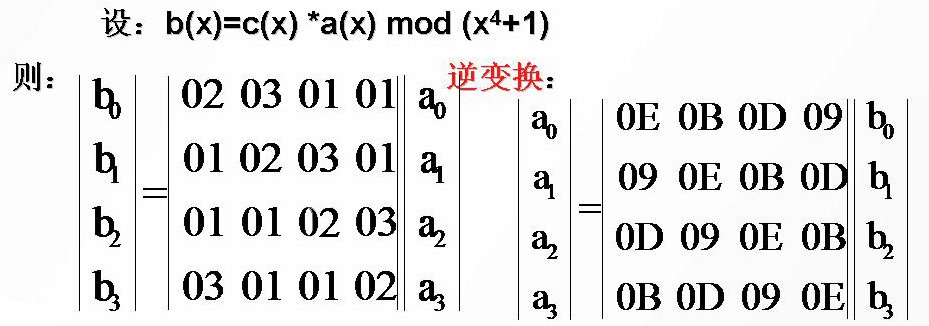 设：b(x)=c(x) *a(x) mod (x⁴+1)
则：
b₀ 02 03 01 01 a₀
b₁ = 01 02 03 01 a₁
b₂ 01 01 02 03 a₂
b₃ 03 01 01 02 a₃
逆变换：
a₀ 0E 0B 0D 09 b₀
a₁ = 09 0E 0B 0D b₁
a₂ 0D 09 0E 0B b₂
a₃ 0B 0D 09 0E b₃